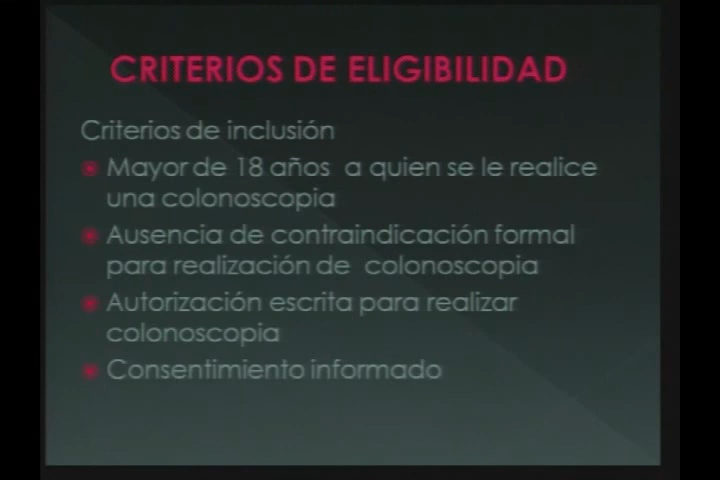 CRITERIOS DE ELIGIBILIDAD
Criterios de inclusión
Mayor de 18 años a quien se le realice
una colonoscopia
Ausencia de contraindicación formal
para realización de colonoscopia
Autorización escrita para realizar
colonoscopia
Consentimiento informado